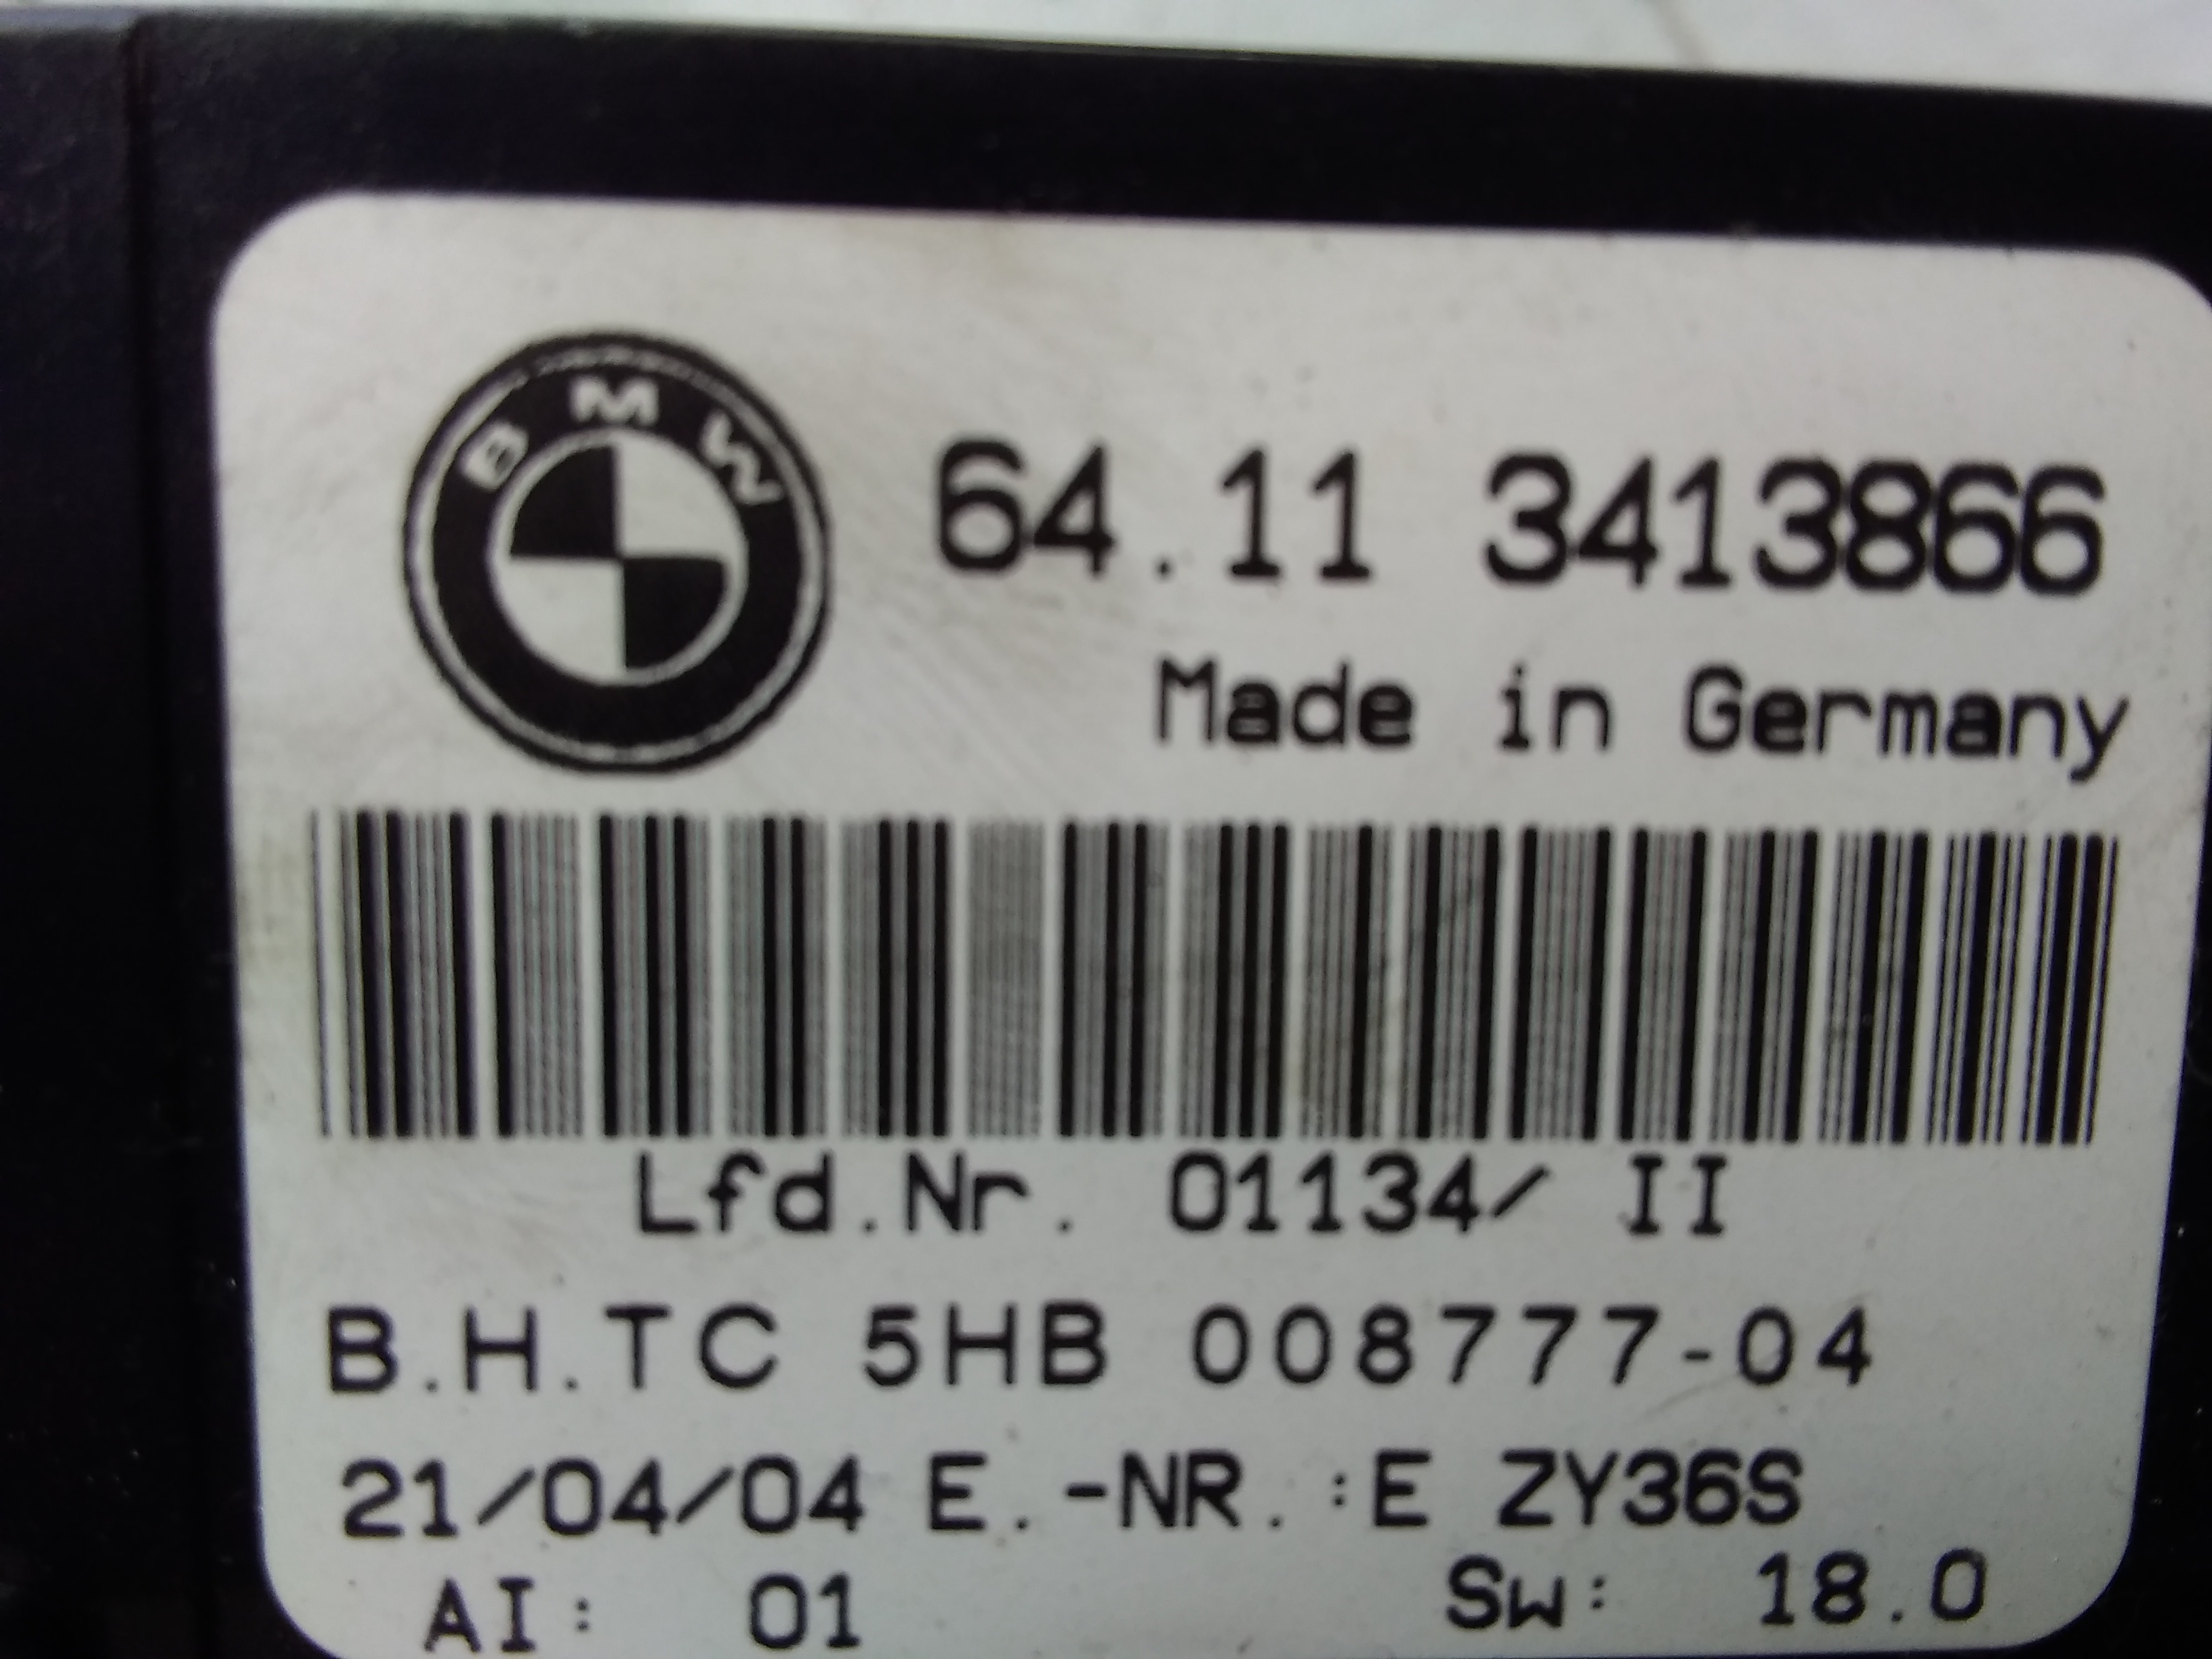 BMW
64.11 3413866
Made in Germany
Lfd.Nr. 01134/ II
B.H.TC 5HB 008777-04
21/04/04 E.-NR.:E ZY36S
AI: 01 Sw: 18.0